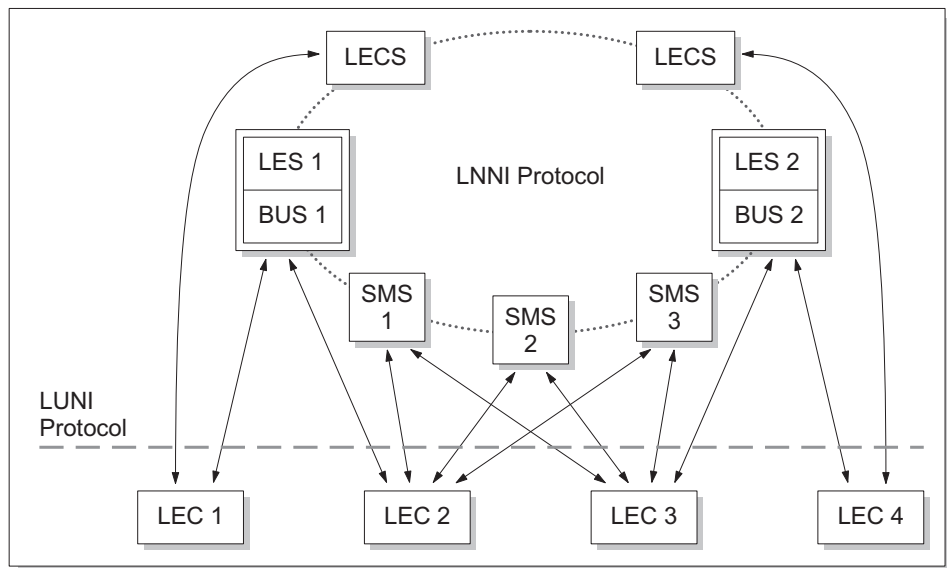 LECS
LECS
LES 1
BUS 1
LNNI Protocol
LES 2
BUS 2
SMS
1
SMS
2
SMS
3
LUNI
Protocol
LEC 1
LEC 2
LEC 3
LEC 4